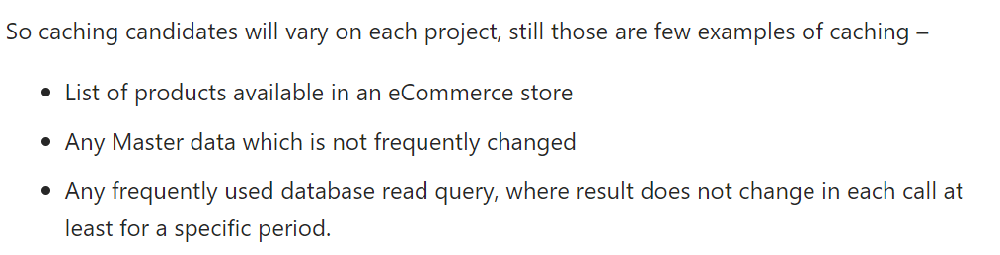 So caching candidates will vary on each project, still those are few examples of caching –
• List of products available in an eCommerce store
• Any Master data which is not frequently changed
• Any frequently used database read query, where result does not change in each call at
least for a specific period.